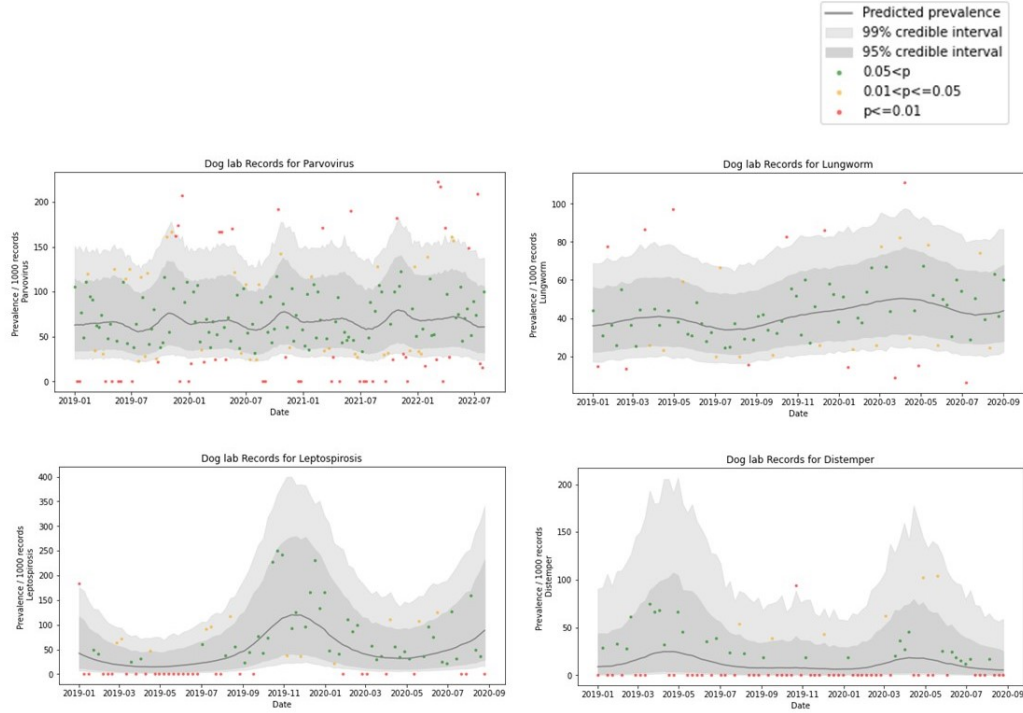 Predicted prevalence
99% credible interval
95% credible interval
0.05<p
0.01<p<=0.05
p<=0.01
Dog lab Records for Parvovirus
Prevalence / 1000 records
Parvovirus
200
150
100
50
0
2019-01 2019-07 2020-01 2020-07 2021-01 2021-07 2022-01 2022-07
Date
Dog lab Records for Lungworm
Prevalence / 1000 records
Lungworm
100
80
60
40
20
2019-01 2019-03 2019-05 2019-07 2019-09 2019-11 2020-01 2020-03 2020-05 2020-07 2020-09
Date
Dog lab Records for Leptospirosis
Prevalence / 1000 records
Leptospirosis
400
350
300
250
200
150
100
50
0
2019-01 2019-03 2019-05 2019-07 2019-09 2019-11 2020-01 2020-03 2020-05 2020-07 2020-09
Date
Dog lab Records for Distemper
Prevalence / 1000 records
Distemper
200
150
100
50
0
2019-01 2019-03 2019-05 2019-07 2019-09 2019-11 2020-01 2020-03 2020-05 2020-07 2020-09
Date